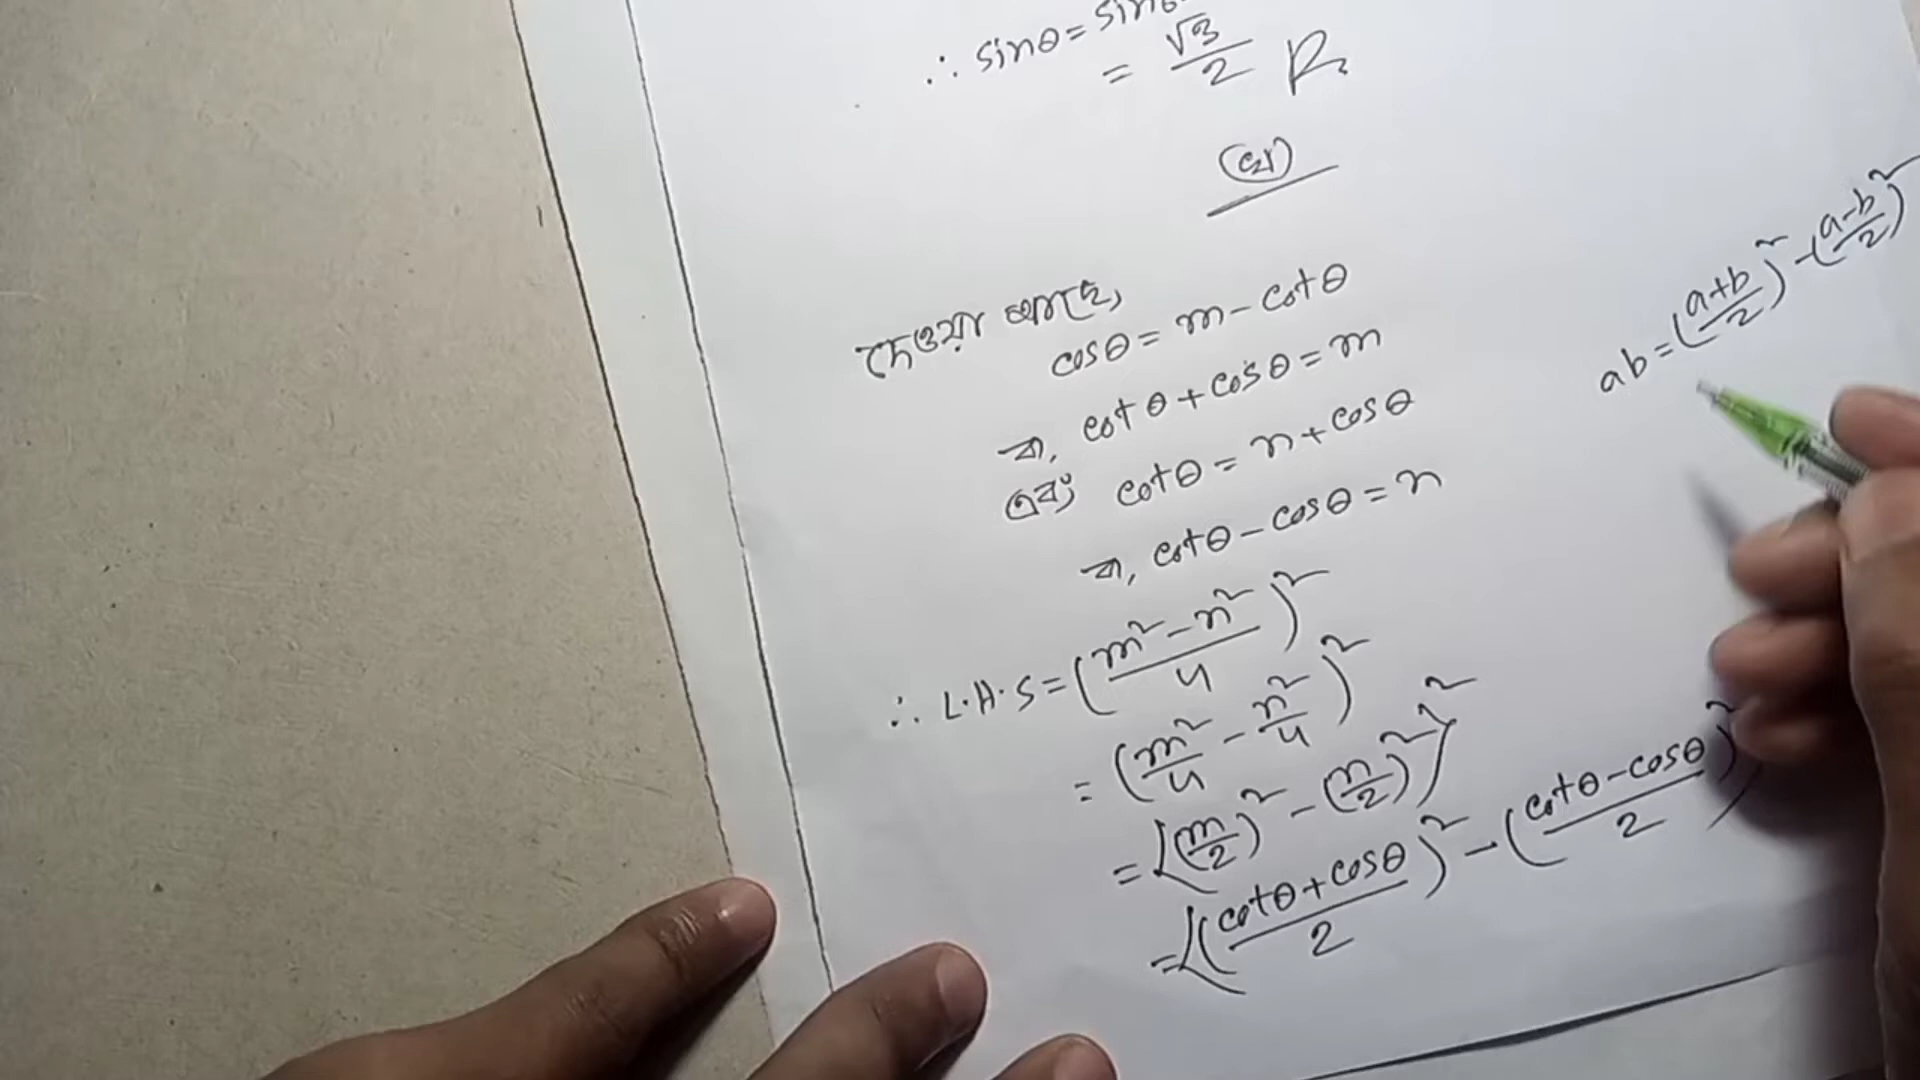 ∴ sinθ = sin6
= √3/2
দেওয়া আছে,
cosθ = m - cotθ
বা, cotθ + cosθ = m
এবং cotθ = n + cosθ
বা, cotθ - cosθ = n
∴ L.H.S = ((m² - n²)/4)²
= (m²/4 - n²/4)²
= {(m/2)² - (n/2)²}²
= {((cotθ + cosθ)/2)² - ((cotθ - cosθ)/2)²
ab = ((a+b)/2)² - ((a-b)/2)²